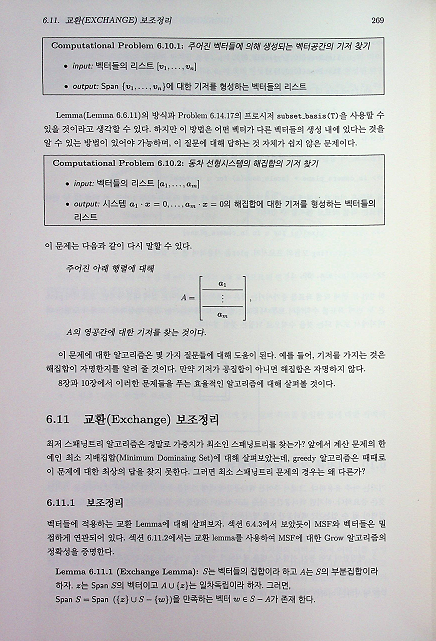 6.11. 교환(EXCHANGE) 보조정리 269
Computational Problem 6.10.1: 주어진 벡터들에 의해 생성되는 벡터공간의 기저 찾기
• input: 벡터들의 리스트 [v₁, . . . , vₙ]
• output: Span {v₁, . . . , vₙ}에 대한 기저를 형성하는 벡터들의 리스트
Lemma(Lemma 6.6.11)의 방식과 Problem 6.14.17의 프로시저 subset_basis(T)을 사용할 수
있을 것이라고 생각할 수 있다. 하지만 이 방법은 어떤 벡터가 다른 벡터들의 생성 내에 있다는 것을
알 수 있는 방법이 있어야 가능하며, 이 질문에 대해 답하는 것 자체가 쉽지 않은 문제이다.
Computational Problem 6.10.2: 동차 선형시스템의 해집합의 기저 찾기
• input: 벡터들의 리스트 [a₁, . . . , aₘ]
• output: 시스템 a₁ · x = 0, . . . , aₘ · x = 0의 해집합에 대한 기저를 형성하는 벡터들의
리스트
이 문제는 다음과 같이 다시 말할 수 있다.
주어진 아래 행렬에 대해
a₁
A = [ ⋮ ],
aₘ
A의 영공간에 대한 기저를 찾는 것이다.
이 문제에 대한 알고리즘은 몇 가지 질문들에 대해 도움이 된다. 예를 들어, 기저를 가지는 것은
해집합이 자명한지를 알려 줄 것이다. 만약 기저가 공집합이 아니면 해집합은 자명하지 않다.
8장과 10장에서 이러한 문제들을 푸는 효율적인 알고리즘에 대해 살펴볼 것이다.
6.11 교환(Exchange) 보조정리
최저 스패닝트리 알고리즘은 정말로 가중치가 최소인 스패닝트리를 찾는가? 앞에서 계산 문제의 한
예인 최소 지배집합(Minimum Dominaing Set)에 대해 살펴보았는데, greedy 알고리즘은 때때로
이 문제에 대한 최상의 답을 찾지 못한다. 그러면 최소 스패닝트리 문제의 경우는 왜 다른가?
6.11.1 보조정리
벡터들에 적용하는 교환 Lemma에 대해 살펴보자. 섹션 6.4.3에서 보았듯이 MSF와 벡터들은 밀
접하게 연관되어 있다. 섹션 6.11.2에서는 교환 lemma를 사용하여 MSF에 대한 Grow 알고리즘의
정확성을 증명한다.
Lemma 6.11.1 (Exchange Lemma): S는 벡터들의 집합이라 하고 A는 S의 부분집합이라
하자. z는 Span S의 벡터이고 A ∪ {z}는 일차독립이라 하자. 그러면,
Span S = Span ({z} ∪ S − {w})을 만족하는 벡터 w ∈ S − A가 존재 한다.